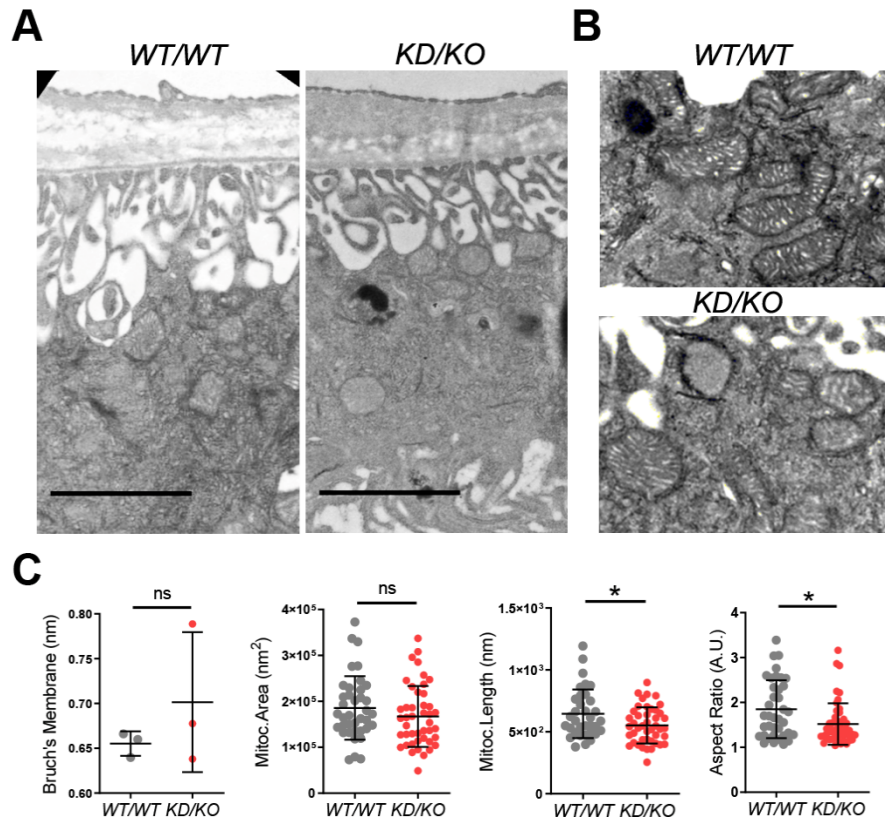 A
WT/WT
KD/KO
B
WT/WT
KD/KO
C
ns
Bruch's Membrane (nm)
0.80
0.75
0.70
0.65
0.60
WT/WT KD/KO
ns
Mitoc.Area (nm²)
4×10⁵
3×10⁵
2×10⁵
1×10⁵
0
WT/WT KD/KO
*
Mitoc.Length (nm)
1.5×10³
1×10³
5×10²
0
WT/WT KD/KO
*
Aspect Ratio (A.U.)
4
3
2
1
0
WT/WT KD/KO